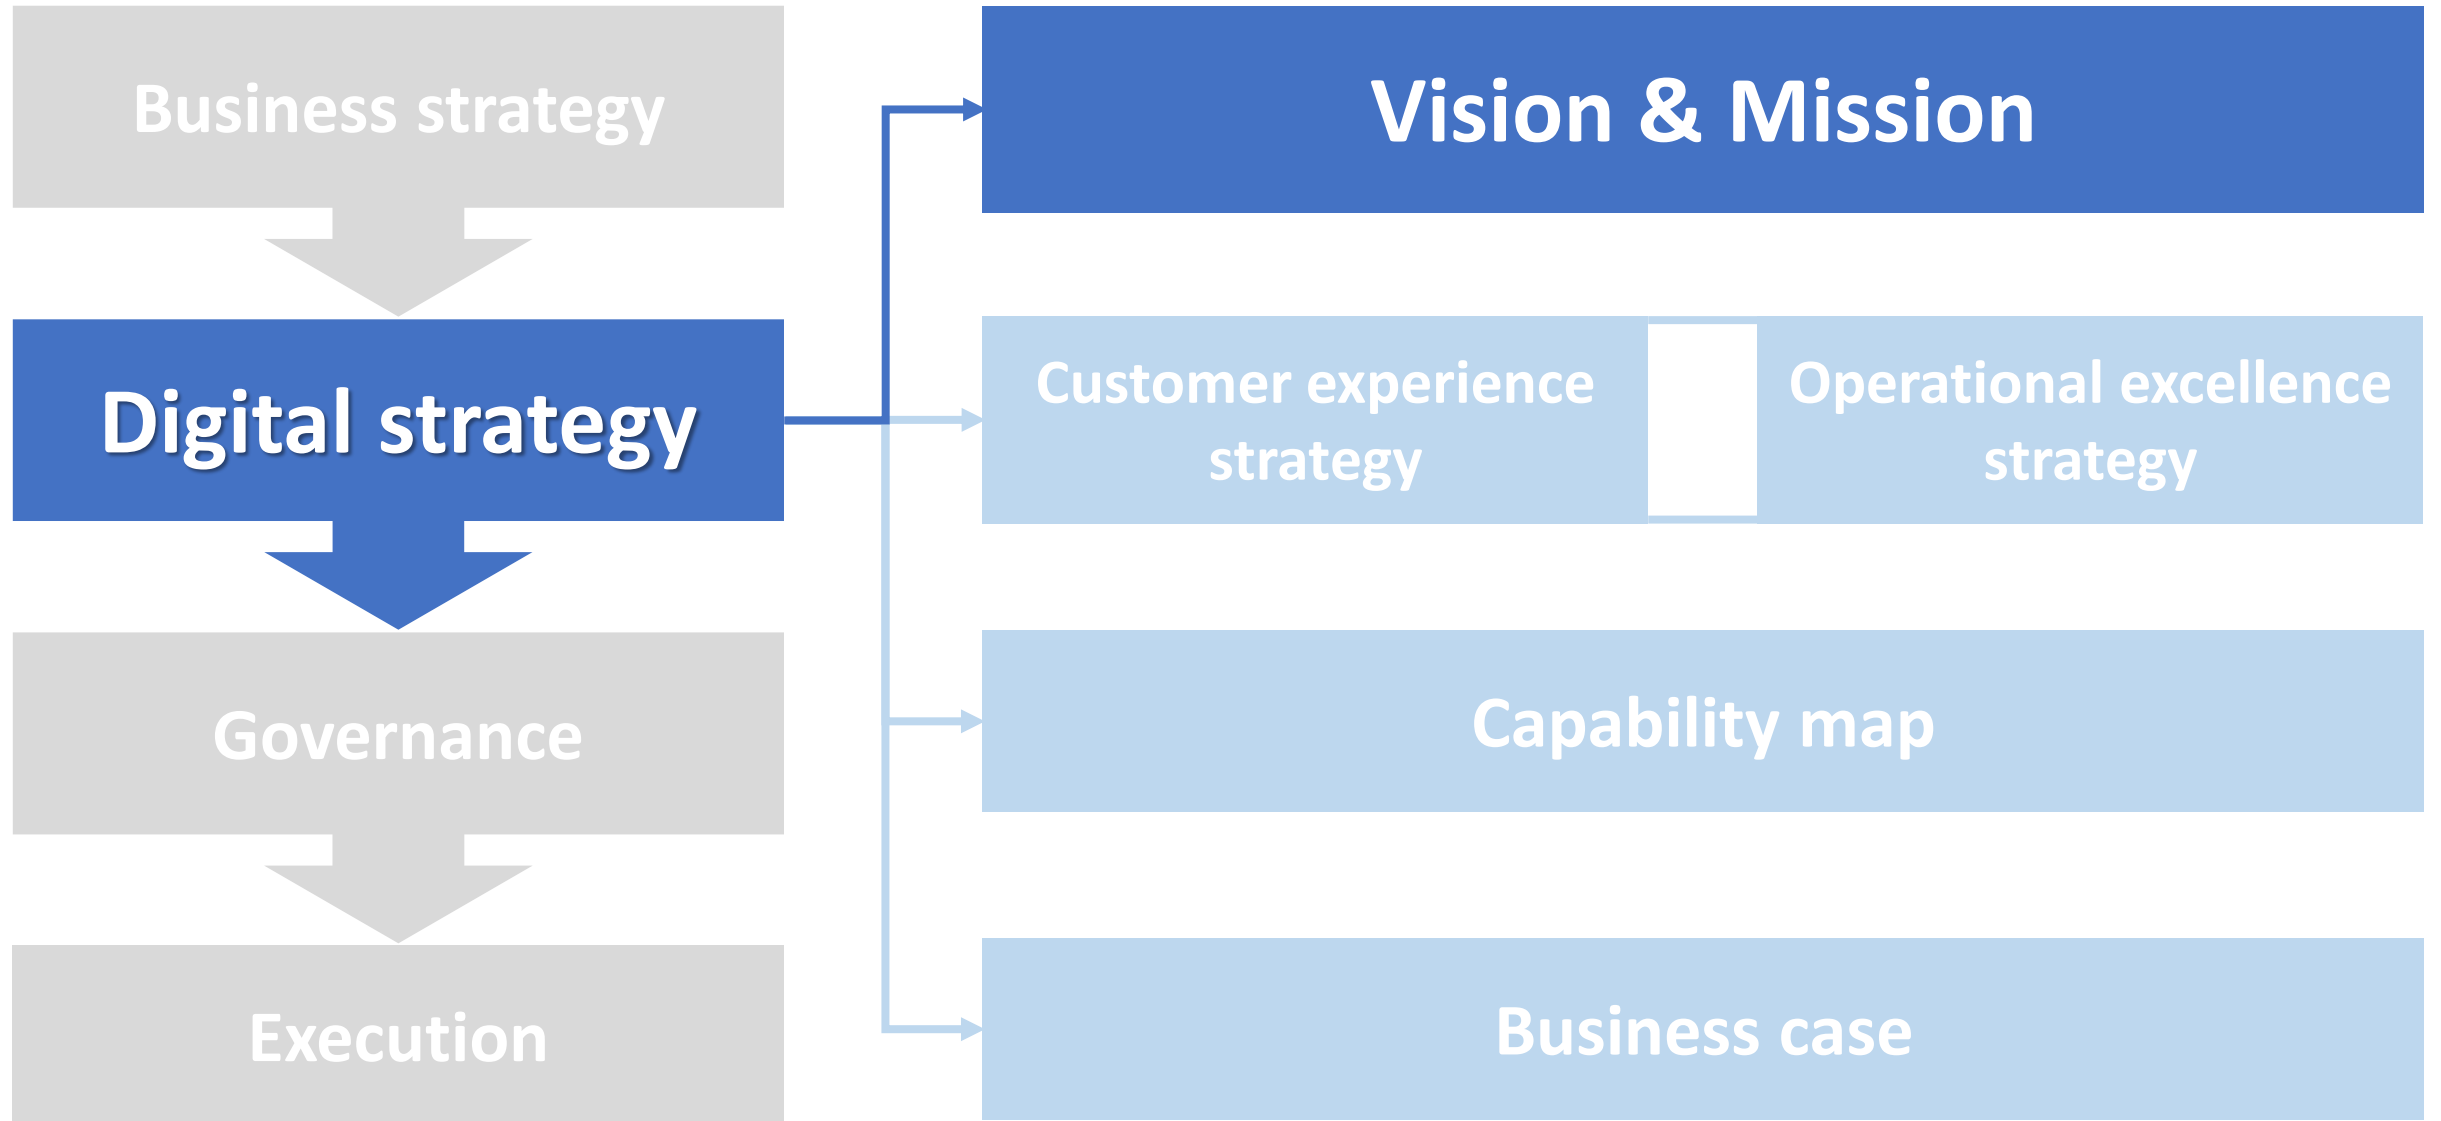 Business strategy
Digital strategy
Governance
Execution
Vision & Mission
Customer experience
strategy
Operational excellence
strategy
Capability map
Business case